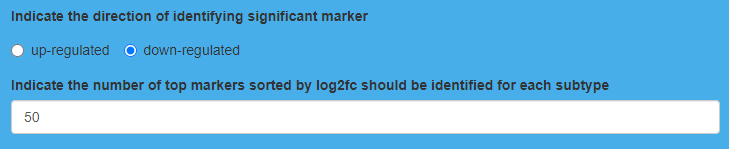 Indicate the direction of identifying significant marker
up-regulated down-regulated
Indicate the number of top markers sorted by log2fc should be identified for each subtype
50